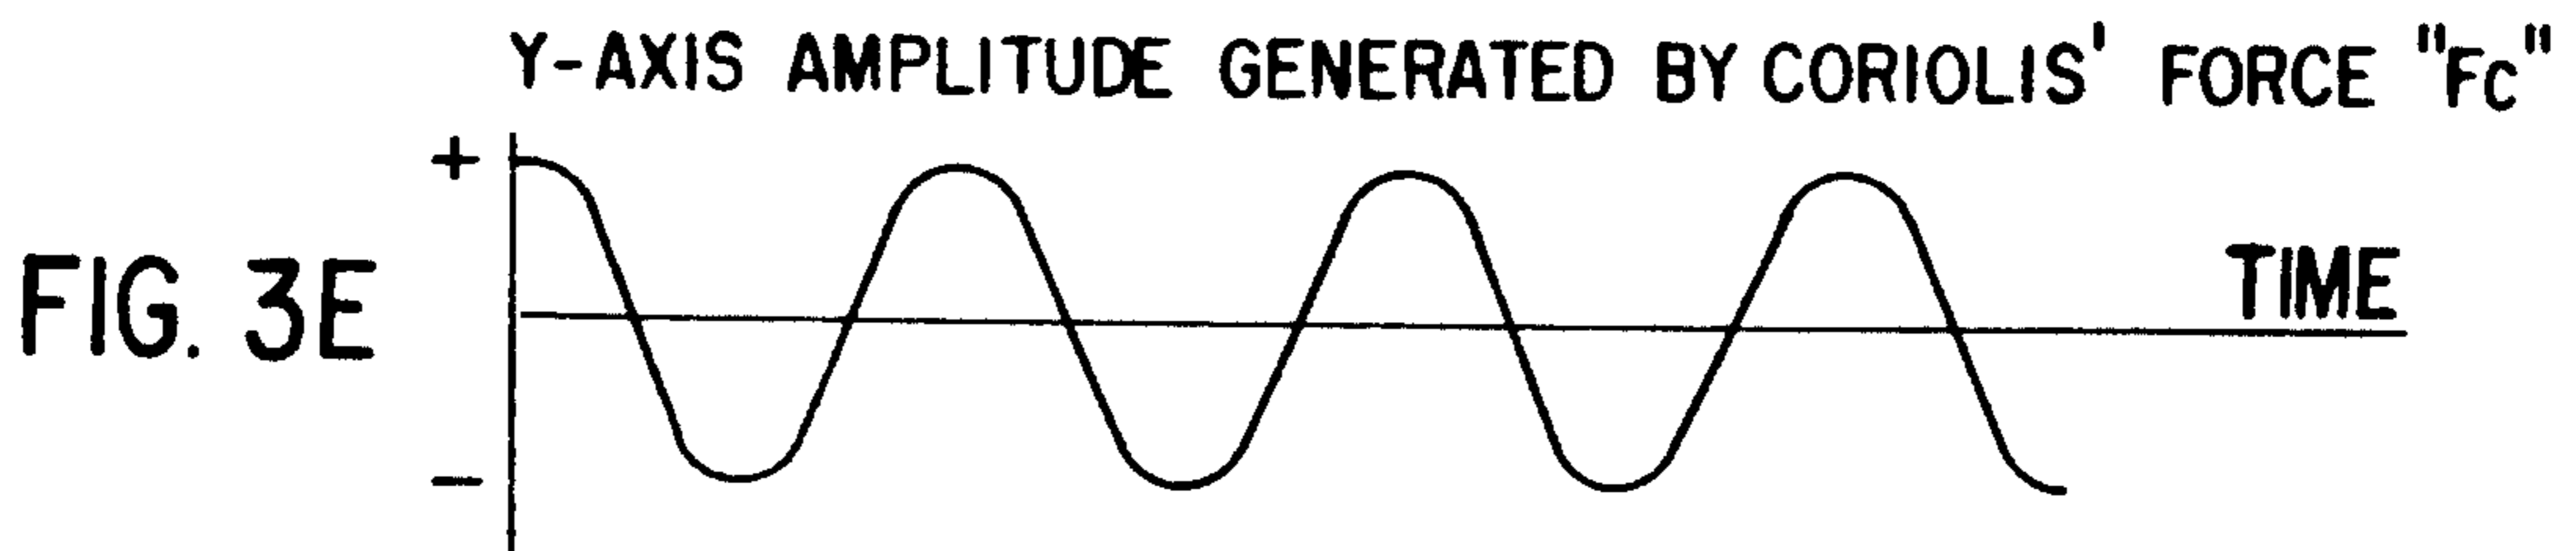 Y-AXIS AMPLITUDE GENERATED BY CORIOLIS' FORCE "Fc"
+
FIG. 3E
TIME
−